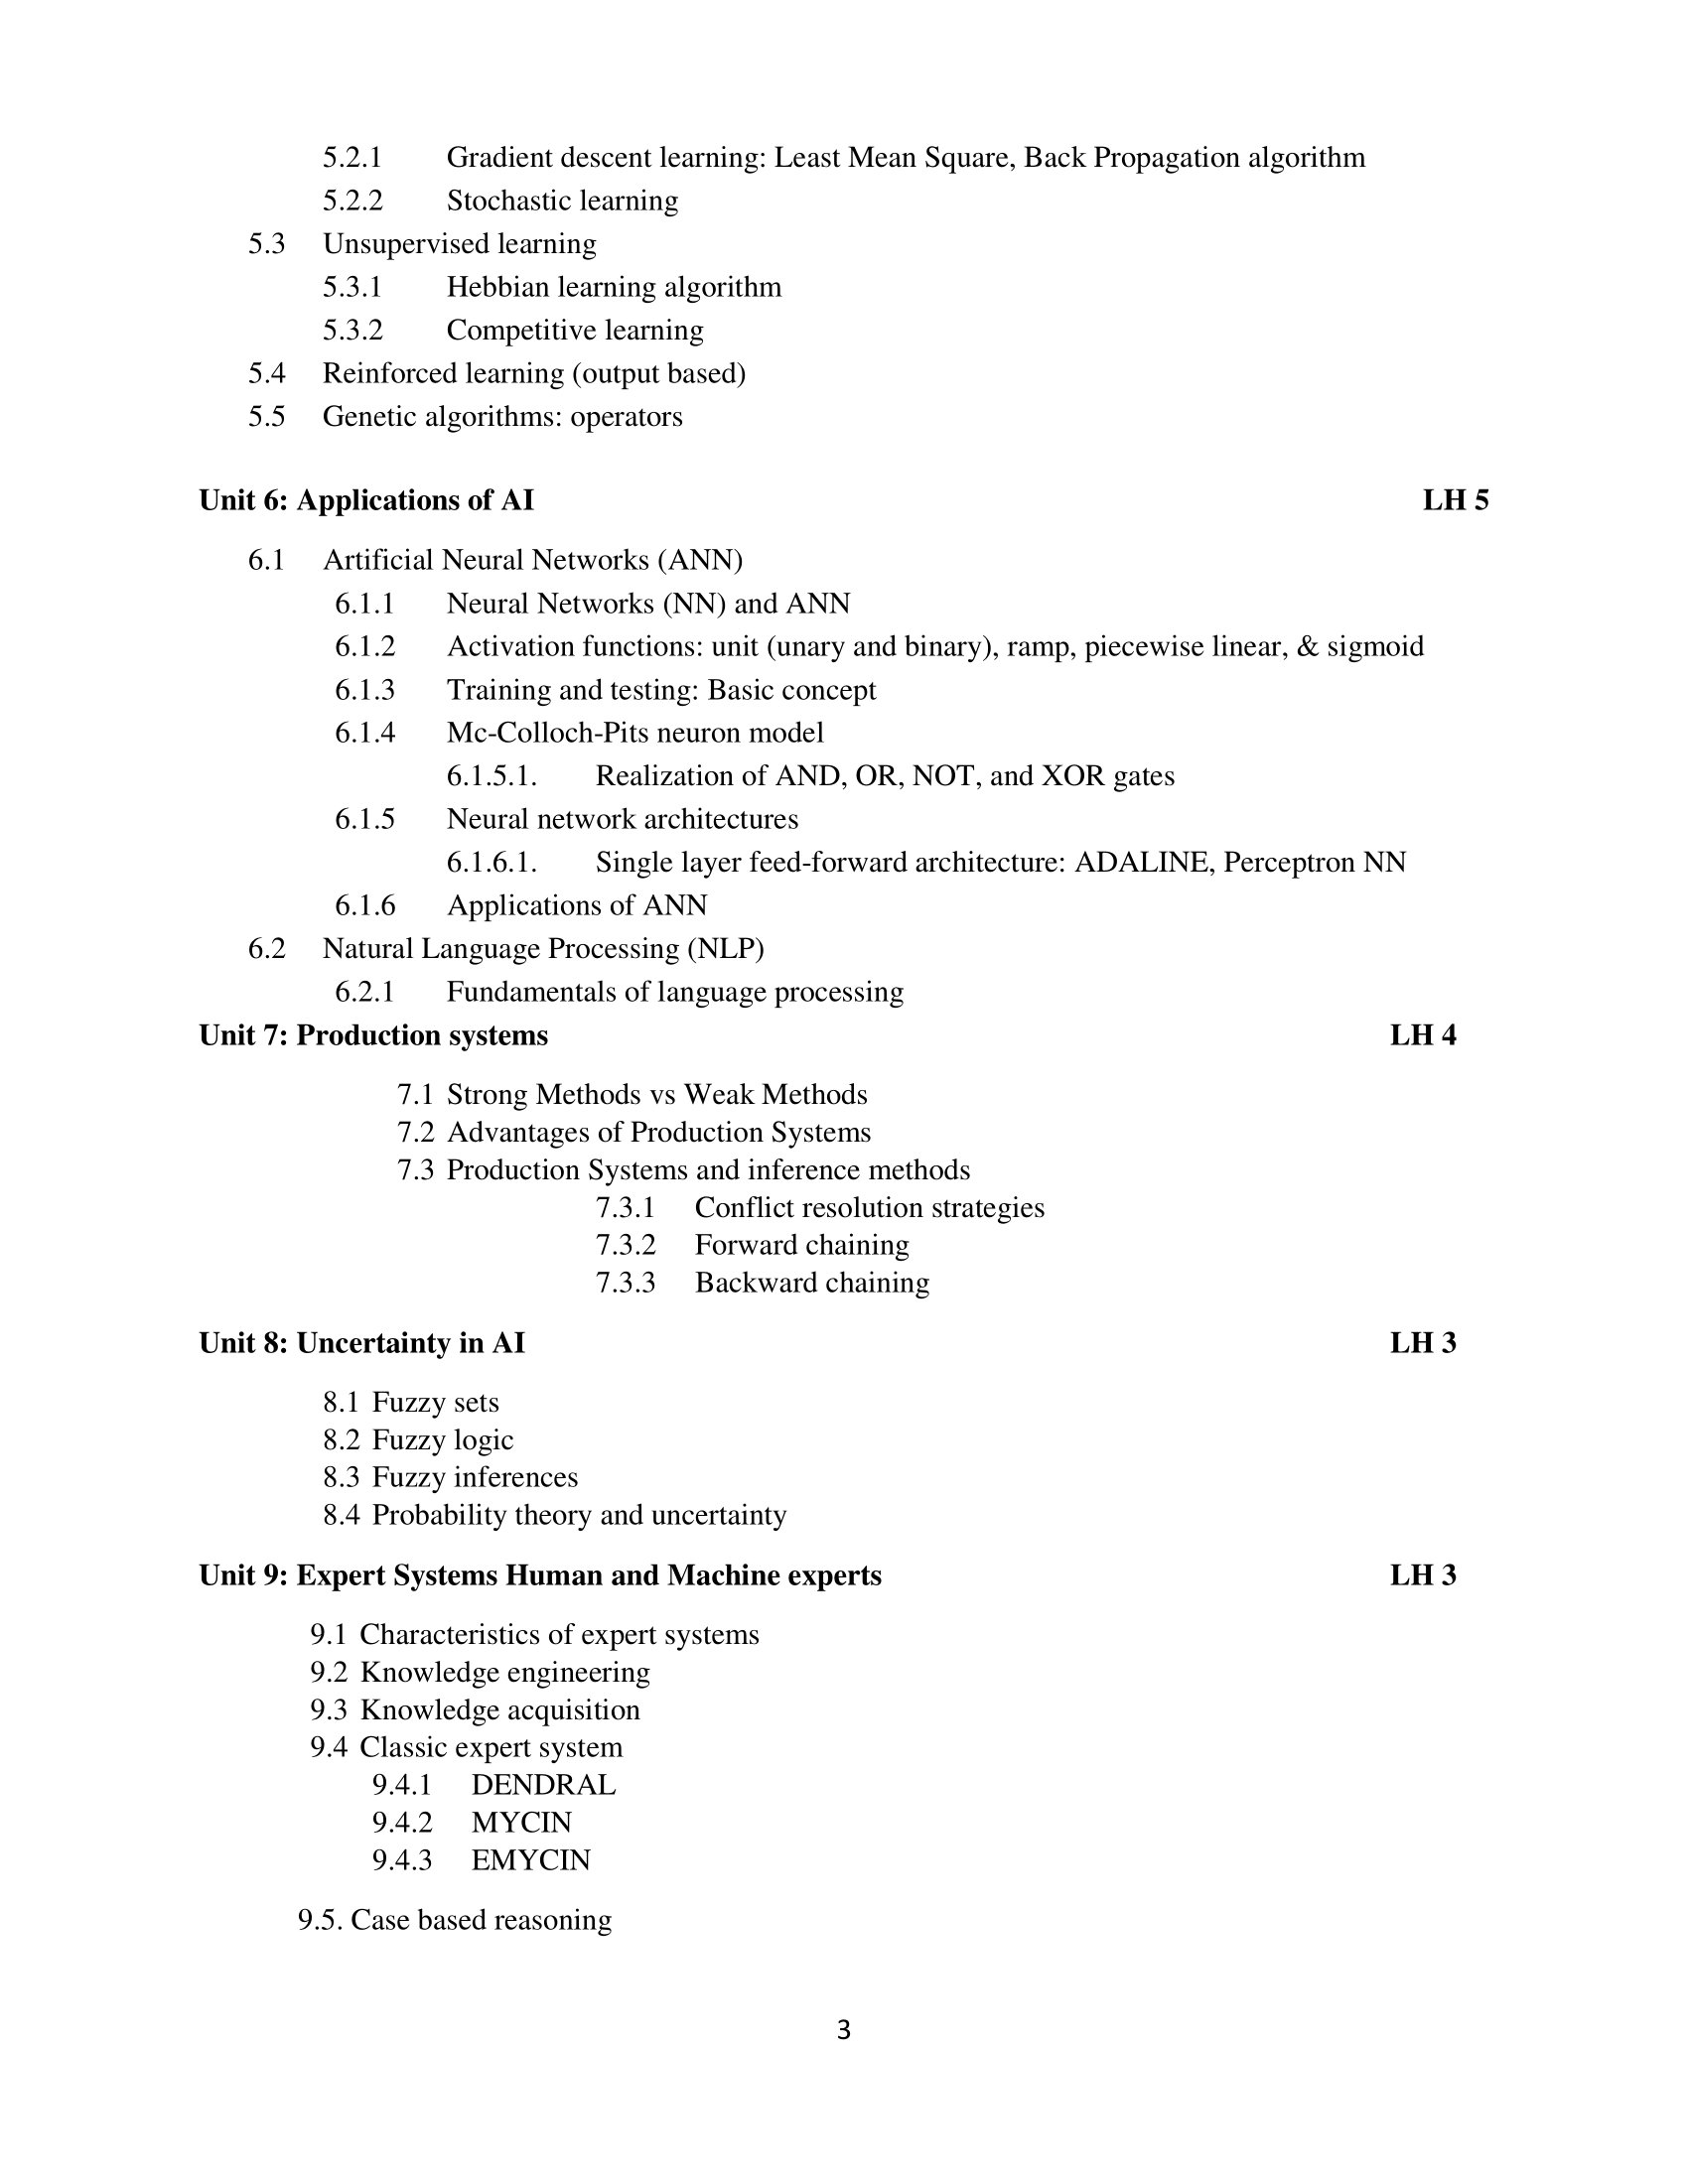 5.2.1 Gradient descent learning: Least Mean Square, Back Propagation algorithm
5.2.2 Stochastic learning
5.3 Unsupervised learning
5.3.1 Hebbian learning algorithm
5.3.2 Competitive learning
5.4 Reinforced learning (output based)
5.5 Genetic algorithms: operators
Unit 6: Applications of AI LH 5
6.1 Artificial Neural Networks (ANN)
6.1.1 Neural Networks (NN) and ANN
6.1.2 Activation functions: unit (unary and binary), ramp, piecewise linear, & sigmoid
6.1.3 Training and testing: Basic concept
6.1.4 Mc-Colloch-Pits neuron model
6.1.5.1. Realization of AND, OR, NOT, and XOR gates
6.1.5 Neural network architectures
6.1.6.1. Single layer feed-forward architecture: ADALINE, Perceptron NN
6.1.6 Applications of ANN
6.2 Natural Language Processing (NLP)
6.2.1 Fundamentals of language processing
Unit 7: Production systems LH 4
7.1 Strong Methods vs Weak Methods
7.2 Advantages of Production Systems
7.3 Production Systems and inference methods
7.3.1 Conflict resolution strategies
7.3.2 Forward chaining
7.3.3 Backward chaining
Unit 8: Uncertainty in AI LH 3
8.1 Fuzzy sets
8.2 Fuzzy logic
8.3 Fuzzy inferences
8.4 Probability theory and uncertainty
Unit 9: Expert Systems Human and Machine experts LH 3
9.1 Characteristics of expert systems
9.2 Knowledge engineering
9.3 Knowledge acquisition
9.4 Classic expert system
9.4.1 DENDRAL
9.4.2 MYCIN
9.4.3 EMYCIN
9.5. Case based reasoning
3